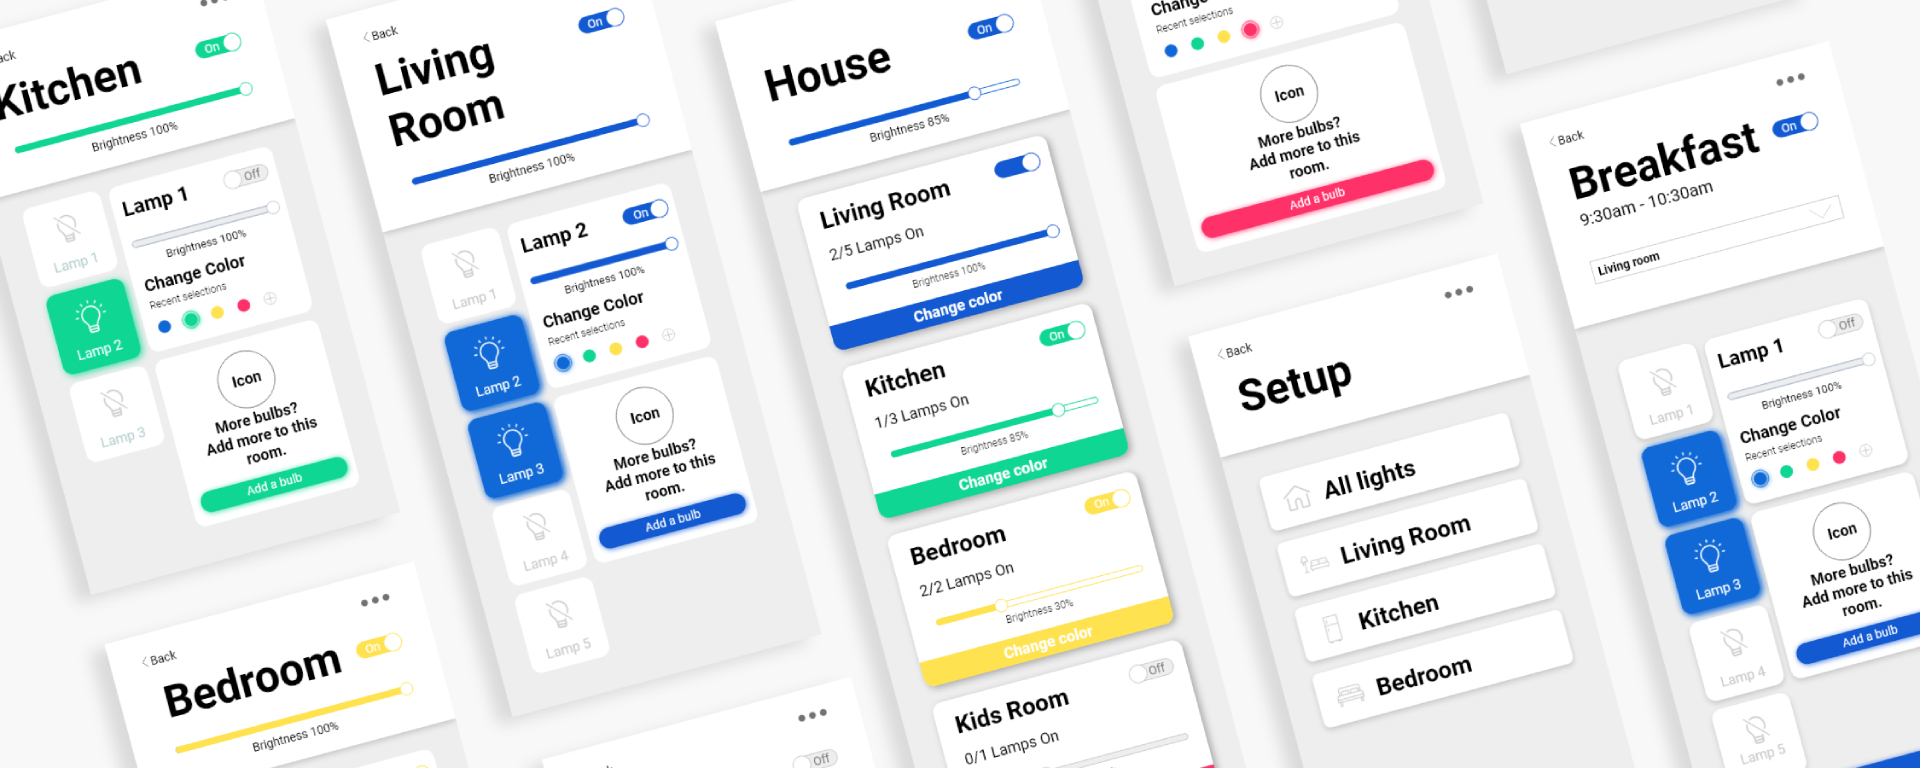 Back
Kitchen
On
Brightness 100%
Lamp 1
Lamp 2
Lamp 3
Lamp 1
Off
Brightness 100%
Change Color
Recent selections
Icon
More bulbs?
Add more to this
room.
Add a bulb
Back
Bedroom
On
Brightness 100%
Back
Living
Room
On
Brightness 100%
Lamp 1
Lamp 2
Lamp 3
Lamp 4
Lamp 5
Lamp 2
On
Brightness 100%
Change Color
Recent selections
Icon
More bulbs?
Add more to this
room.
Add a bulb
Off
House
On
Brightness 85%
Living Room
2/5 Lamps On
Brightness 100%
Change color
Kitchen
On
1/3 Lamps On
Brightness 85%
Change color
Bedroom
On
2/2 Lamps On
Brightness 30%
Change color
Kids Room
Off
0/1 Lamps On
Change Color
Recent selections
Icon
More bulbs?
Add more to this
room.
Add a bulb
Back
Setup
All lights
Living Room
Kitchen
Bedroom
Back
Breakfast
On
9:30am - 10:30am
Living room
Lamp 1
Lamp 2
Lamp 3
Lamp 4
Lamp 5
Lamp 1
Off
Brightness 100%
Change Color
Recent selections
Icon
More bulbs?
Add more to this
room.
Add a bulb